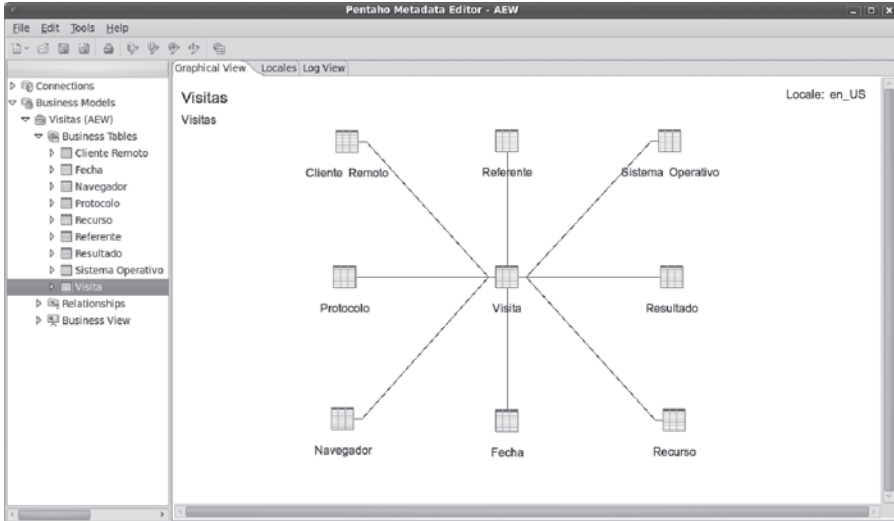 Pentaho Metadata Editor - AEW
File Edit Tools Help
Graphical View Locales Log View
Connections
Business Models
Visitas (AEW)
Business Tables
Cliente Remoto
Fecha
Navegador
Protocolo
Recurso
Referente
Resultado
Sistema Operativo
Visita
Relationships
Business View
Visitas
Locale: en_US
Visitas
Cliente Remoto
Referente
Sistema Operativo
Protocolo
Visita
Resultado
Navegador
Fecha
Recurso